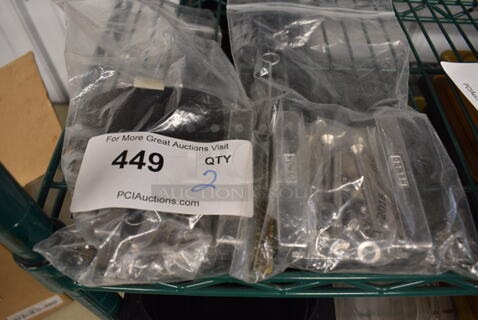 For More Great Auctions Visit
449
QTY
2
PCIAuctions.com